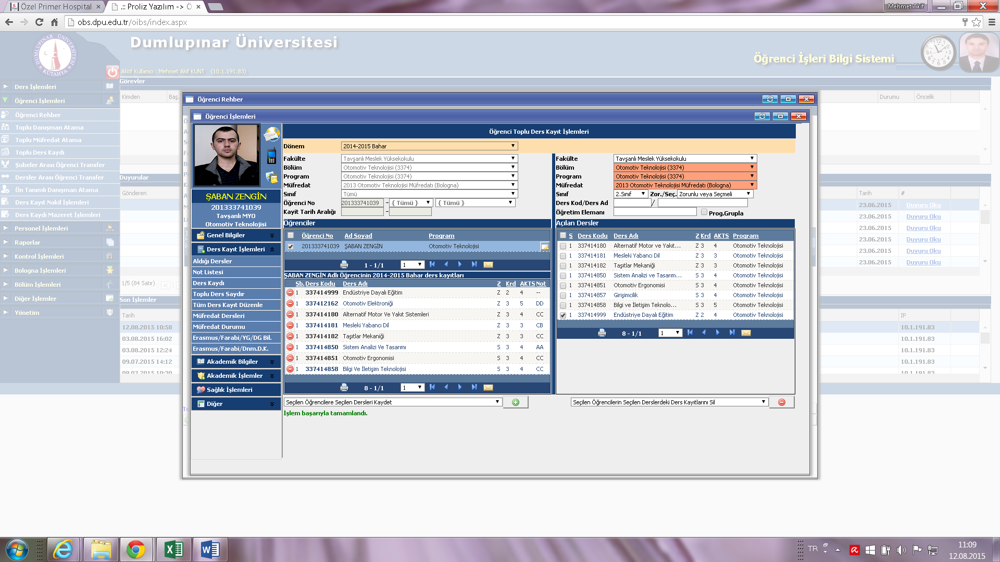 Özel Primer Hospital
.:: Proliz Yazılım -> Ö
Mehmet Akif
obs.dpu.edu.tr/oibs/index.aspx
Dumlupınar Üniversitesi
Öğrenci İşleri Bilgi Sistemi
DUMLUPINAR ÜNİVERSİTESİ
KÜTAHYA
Aktif Kullanıcı : Mehmet Akif KUNT (10.1.191.83)
Ders İşlemleri
Öğrenci İşlemleri
Öğrenci Rehber
Toplu Danışman Atama
Toplu Müfredat Atama
Toplu Ders Kaydı
Şubeler Arası Öğrenci Transfer
Dersler Arası Öğrenci Transfer
Ön Tanımlı Danışman Atama
Ders Kayıt Nakil İşlemleri
Ders Kaydı Mazeret İşlemleri
Personel İşlemleri
Raporlar
Kontrol İşlemleri
Bologna İşlemleri
Bölüm İşlemleri
Diğer İşlemler
Yönetim
Görevler
Kimden Baş. Durumu Öncelik
Duyurular
Gönderen Tarih #
23.06.2015 Duyuru Oku
23.06.2015 Duyuru Oku
23.06.2015 Duyuru Oku
23.06.2015 Duyuru Oku
23.06.2015 Duyuru Oku
23.06.2015 Duyuru Oku
1/5 (84 Satır)
Son İşlemler
Tarih IP
12.08.2015 10:58 10.1.191.83
03.08.2015 16:02 10.1.191.83
03.08.2015 12:24 10.1.191.83
09.07.2015 14:12 10.1.191.83
09.07.2015 10:30 10.1.191.83
Öğrenci Rehber
Öğrenci İşlemleri
ŞABAN ZENGİN
201333741039
Tavşanlı MYO
Otomotiv Teknolojisi
Genel Bilgiler
Ders Kayıt İşlemleri
Aldığı Dersler
Not Listesi
Ders Kaydı
Toplu Ders Saydır
Tüm Ders Kayıt Düzenle
Müfredat Dersleri
Müfredat Durumu
Erasmus/Farabi/YG/DG Bil.
Erasmus/Farabi/Dnm.D.K.
Akademik Bilgiler
Akademik İşlemler
Sağlık İşlemleri
Diğer
Öğrenci Toplu Ders Kayıt İşlemleri
Dönem 2014-2015 Bahar
Fakülte Tavşanlı Meslek Yüksekokulu
Bölüm Otomotiv Teknolojisi (3374)
Program Otomotiv Teknolojisi (3374)
Müfredat 2013 Otomotiv Teknolojisi Müfredatı (Bologna)
Sınıf Tümü
Öğrenci No 201333741039 - { Tümü } { Tümü }
Kayit Tarih Aralığı -
Öğrenciler
Öğrenci No Ad Soyad Program
201333741039 ŞABAN ZENGİN Otomotiv Teknolojisi
1 - 1/1 1
ŞABAN ZENGİN Adlı Öğrencinin 2014-2015 Bahar ders kayıtları
Sb. Ders Kodu Ders Adı Z Krd AKTS Not
1 337414999 Endüstriye Dayalı Eğitim Z 2 4 --
1 337412162 Otomotiv Elektroniği Z 3 5 DD
1 337414180 Alternatif Motor Ve Yakıt Sistemleri Z 3 4 CC
1 337414181 Mesleki Yabancı Dil Z 3 3 CB
1 337414182 Taşıtlar Mekaniği Z 3 3 CC
1 337414850 Sistem Analizi Ve Tasarımı S 3 4 AA
1 337414851 Otomotiv Ergonomisi S 3 4 CC
1 337414858 Bilgi Ve İletişim Teknolojisi S 3 4 CC
8 - 1/1 1
Seçilen Öğrencilere Seçilen Dersleri Kaydet
İşlem başarıyla tamamlandı.
Fakülte Tavşanlı Meslek Yüksekokulu
Bölüm Otomotiv Teknolojisi (3374)
Program Otomotiv Teknolojisi (3374)
Müfredat 2013 Otomotiv Teknolojisi Müfredatı (Bologna)
Sınıf 2.Sınıf Zor./Seç. Zorunlu veya Seçmeli
Ders Kod/Ders Ad /
Öğretim Elemanı Prog.Grupla
Açılan Dersler
S Ders Kodu Ders Adı Z Krd AKTS Program
1 337414180 Alternatif Motor ve Yakıt... Z 3 4 Otomotiv Teknolojisi
1 337414181 Mesleki Yabancı Dil Z 3 3 Otomotiv Teknolojisi
1 337414182 Taşıtlar Mekaniği Z 3 3 Otomotiv Teknolojisi
1 337414850 Sistem Analizi ve Tasarım... S 3 4 Otomotiv Teknolojisi
1 337414851 Otomotiv Ergonomisi S 3 4 Otomotiv Teknolojisi
1 337414857 Girişimcilik S 3 4 Otomotiv Teknolojisi
1 337414858 Bilgi ve İletişim Teknolo... S 3 5 Otomotiv Teknolojisi
1 337414999 Endüstriye Dayalı Eğitim Z 2 4 Otomotiv Teknolojisi
8 - 1/1 1
Seçilen Öğrencilerin Seçilen Derslerdeki Ders Kayıtlarını Sil
TR
11:09
12.08.2015